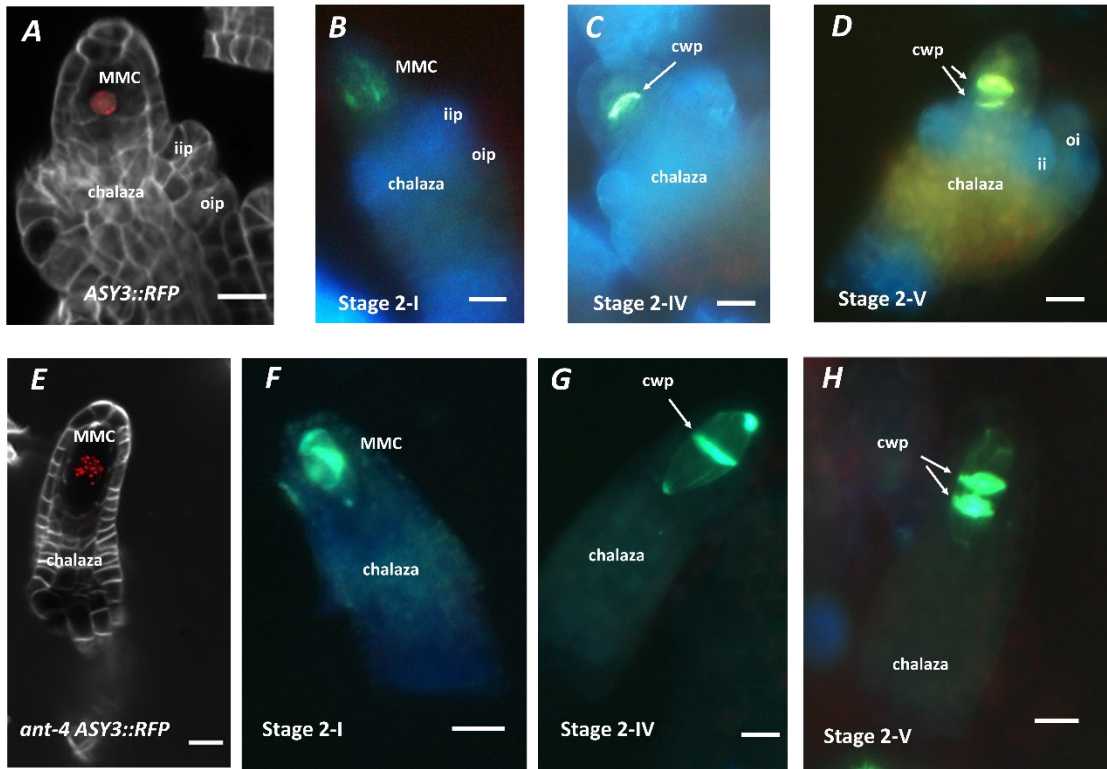 A
MMC
iip
chalaza
oip
ASY3::RFP
B
MMC
iip
oip
chalaza
Stage 2-I
C
cwp
chalaza
Stage 2-IV
D
cwp
oi
ii
chalaza
Stage 2-V
E
MMC
chalaza
ant-4 ASY3::RFP
F
MMC
chalaza
Stage 2-I
G
cwp
chalaza
Stage 2-IV
H
cwp
chalaza
Stage 2-V